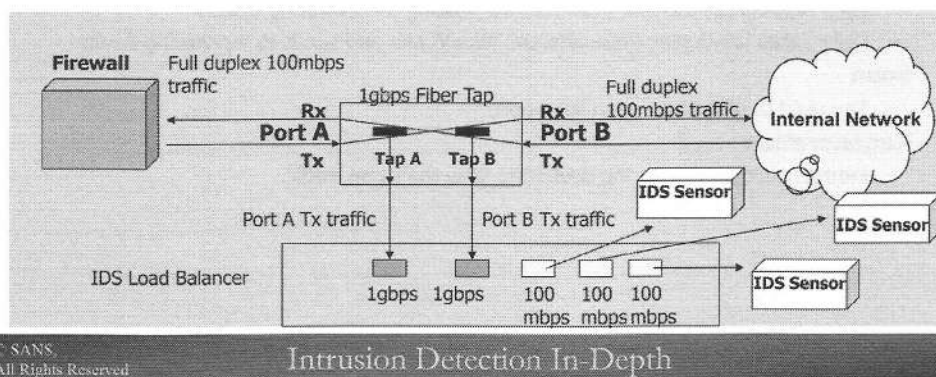 Firewall
Full duplex 100mbps
traffic
1gbps Fiber Tap
Full duplex
100mbps traffic
Rx
Rx
Port A
Port B
Internal Network
Tx
Tap A
Tap B
Tx
IDS Sensor
Port A Tx traffic
Port B Tx traffic
IDS Sensor
IDS Load Balancer
IDS Sensor
1gbps
1gbps
100
mbps
100
mbps
100
mbps
© SANS,
All Rights Reserved
Intrusion Detection In-Depth